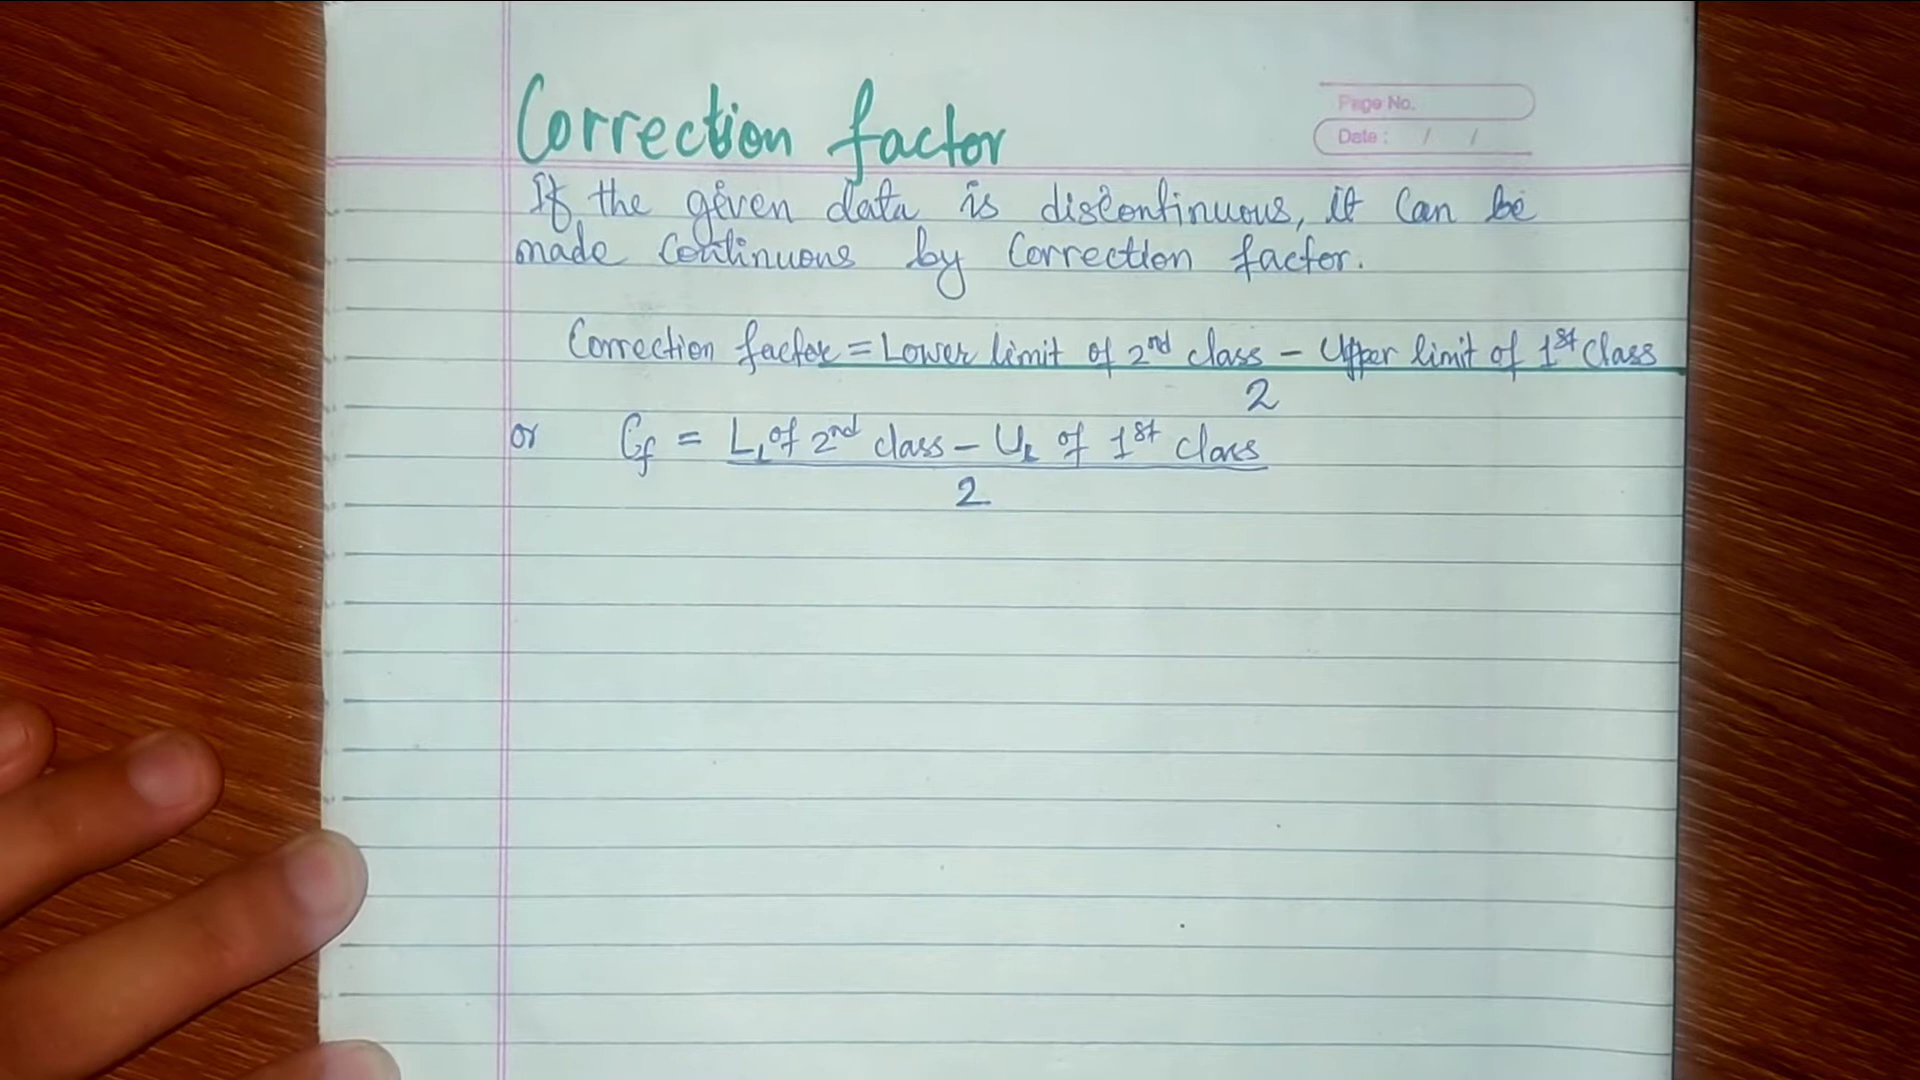 Correction factor
Page No.
Date : / /
If the given data is discontinuous, it can be
made continuous by correction factor.
Correction factor = Lower limit of 2nd class - Upper limit of 1st class
2
or Cf = LL of 2nd class - UL of 1st class
2